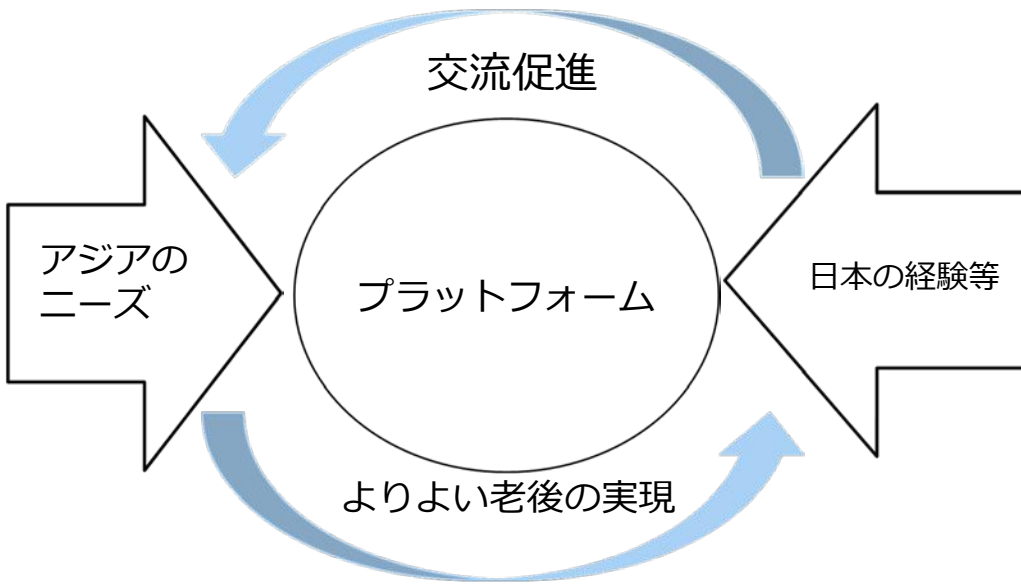 交流促進
アジアの
ニーズ
プラットフォーム
日本の経験等
よりよい老後の実現